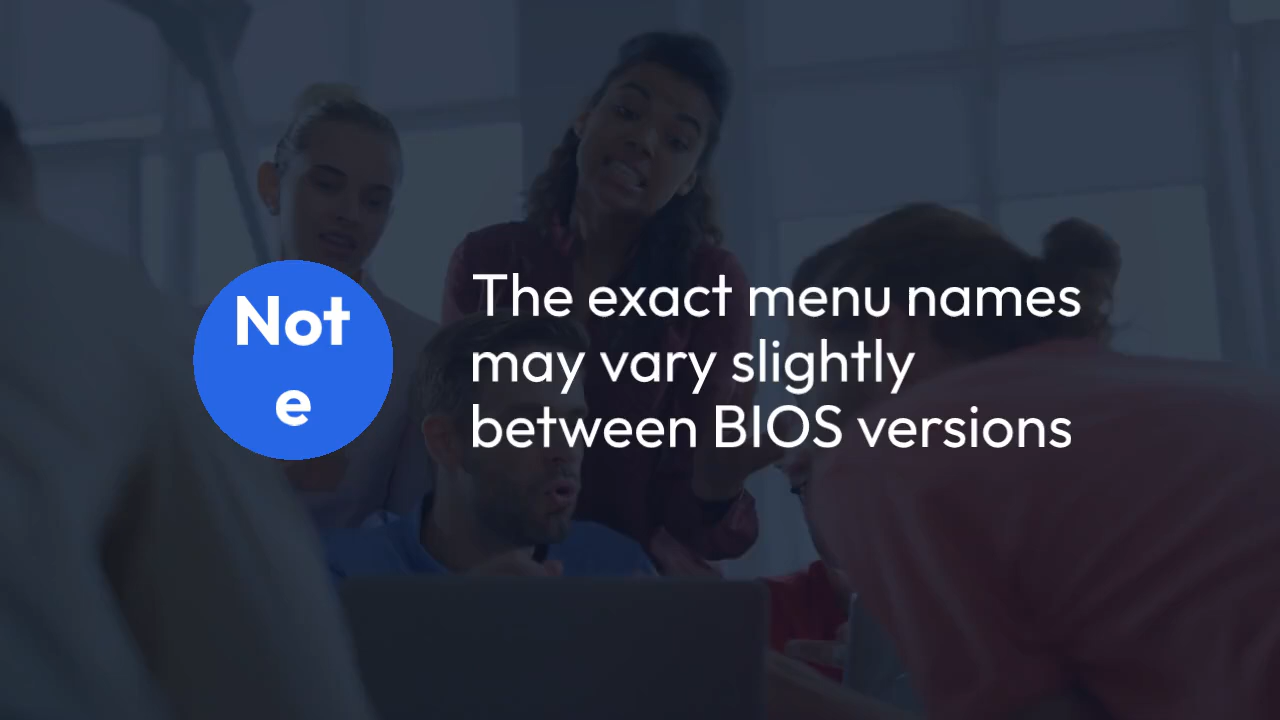 Not
e
The exact menu names
may vary slightly
between BIOS versions